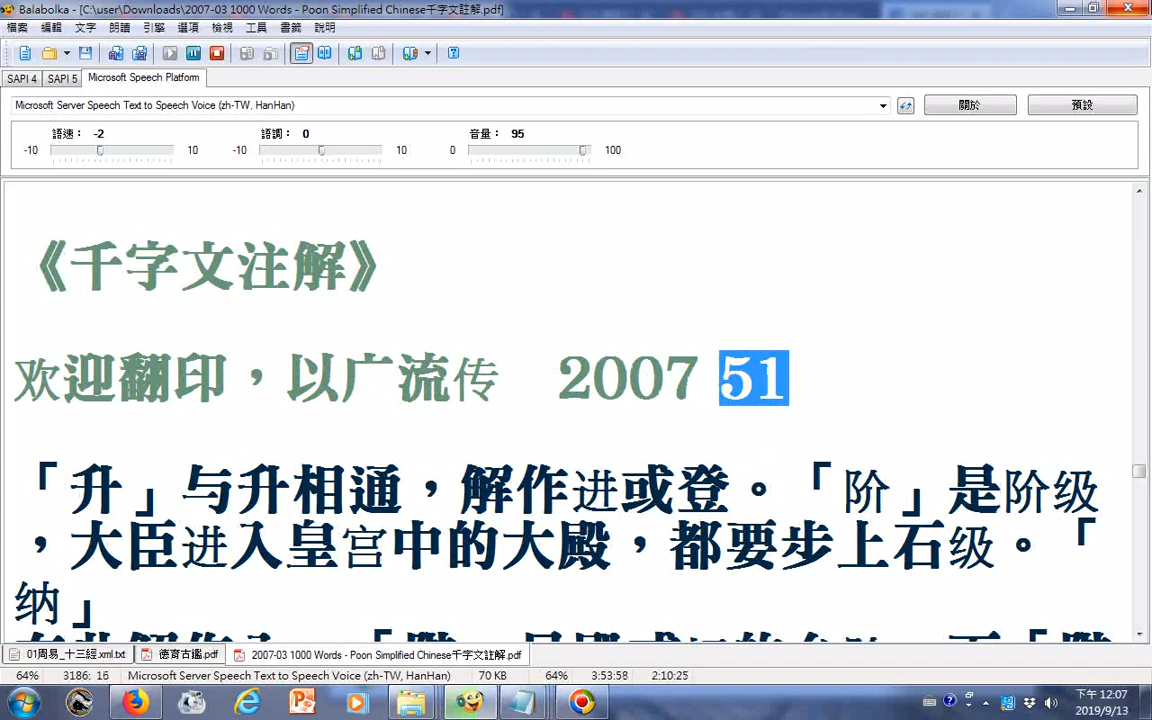 Balabolka - [C:\user\Downloads\2007-03 1000 Words - Poon Simplified Chinese千字文註解.pdf]
檔案 編輯 文字 朗讀 引擎 選項 檢視 工具 書籤 說明
SAPI 4 SAPI 5 Microsoft Speech Platform
Microsoft Server Speech Text to Speech Voice (zh-TW, HanHan) 關於 預設
語速： -2 語調： 0 音量： 95
-10 10 -10 10 0 100
《千字文注解》
欢迎翻印，以广流传 2007 51
「升」与升相通，解作进或登。「阶」是阶级
，大臣进入皇宫中的大殿，都要步上石级。「
纳」
01周易_十三經.xml.txt 德育古鑑.pdf 2007-03 1000 Words - Poon Simplified Chinese千字文註解.pdf
64% 3186: 16 Microsoft Server Speech Text to Speech Voice (zh-TW, HanHan) 70 KB 64% 3:53:58 2:10:25
下午 12:07
2019/9/13